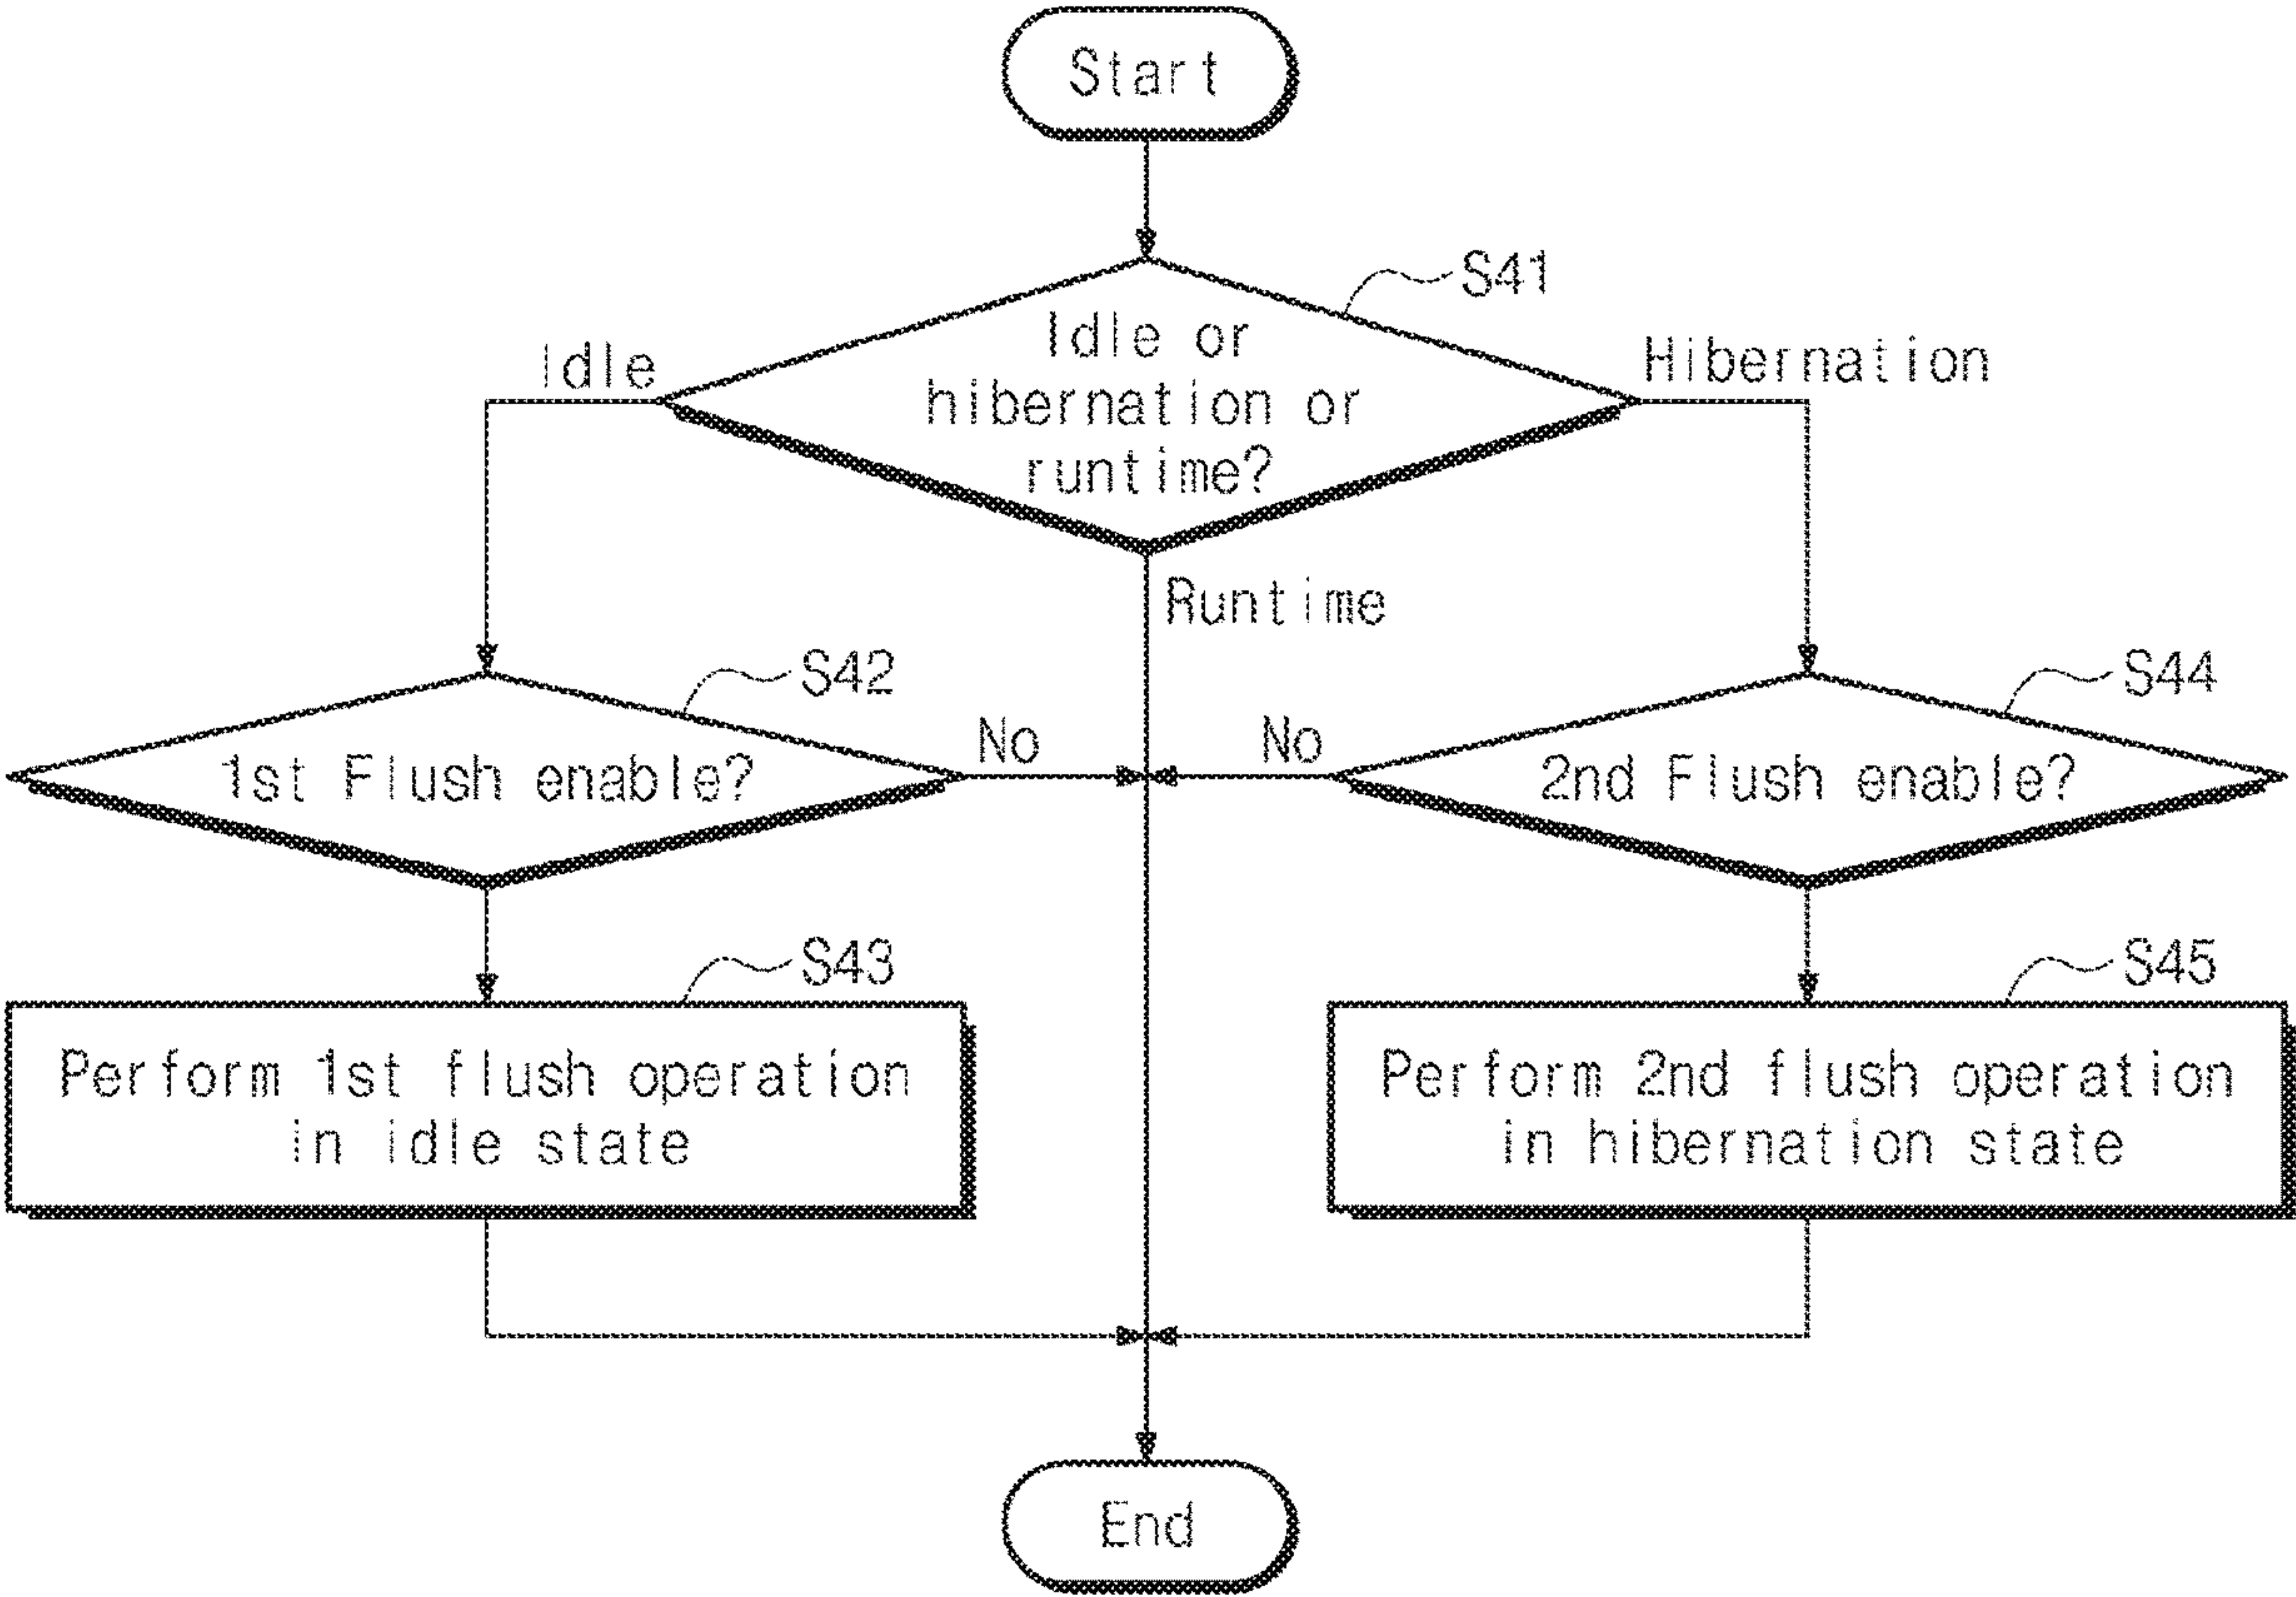 Start
S41
Idle or
hibernation or
runtime?
Idle
Hibernation
Runtime
S42
S44
1st Flush enable?
No
No
2nd Flush enable?
S43
S45
Perform 1st flush operation
in idle state
Perform 2nd flush operation
in hibernation state
End